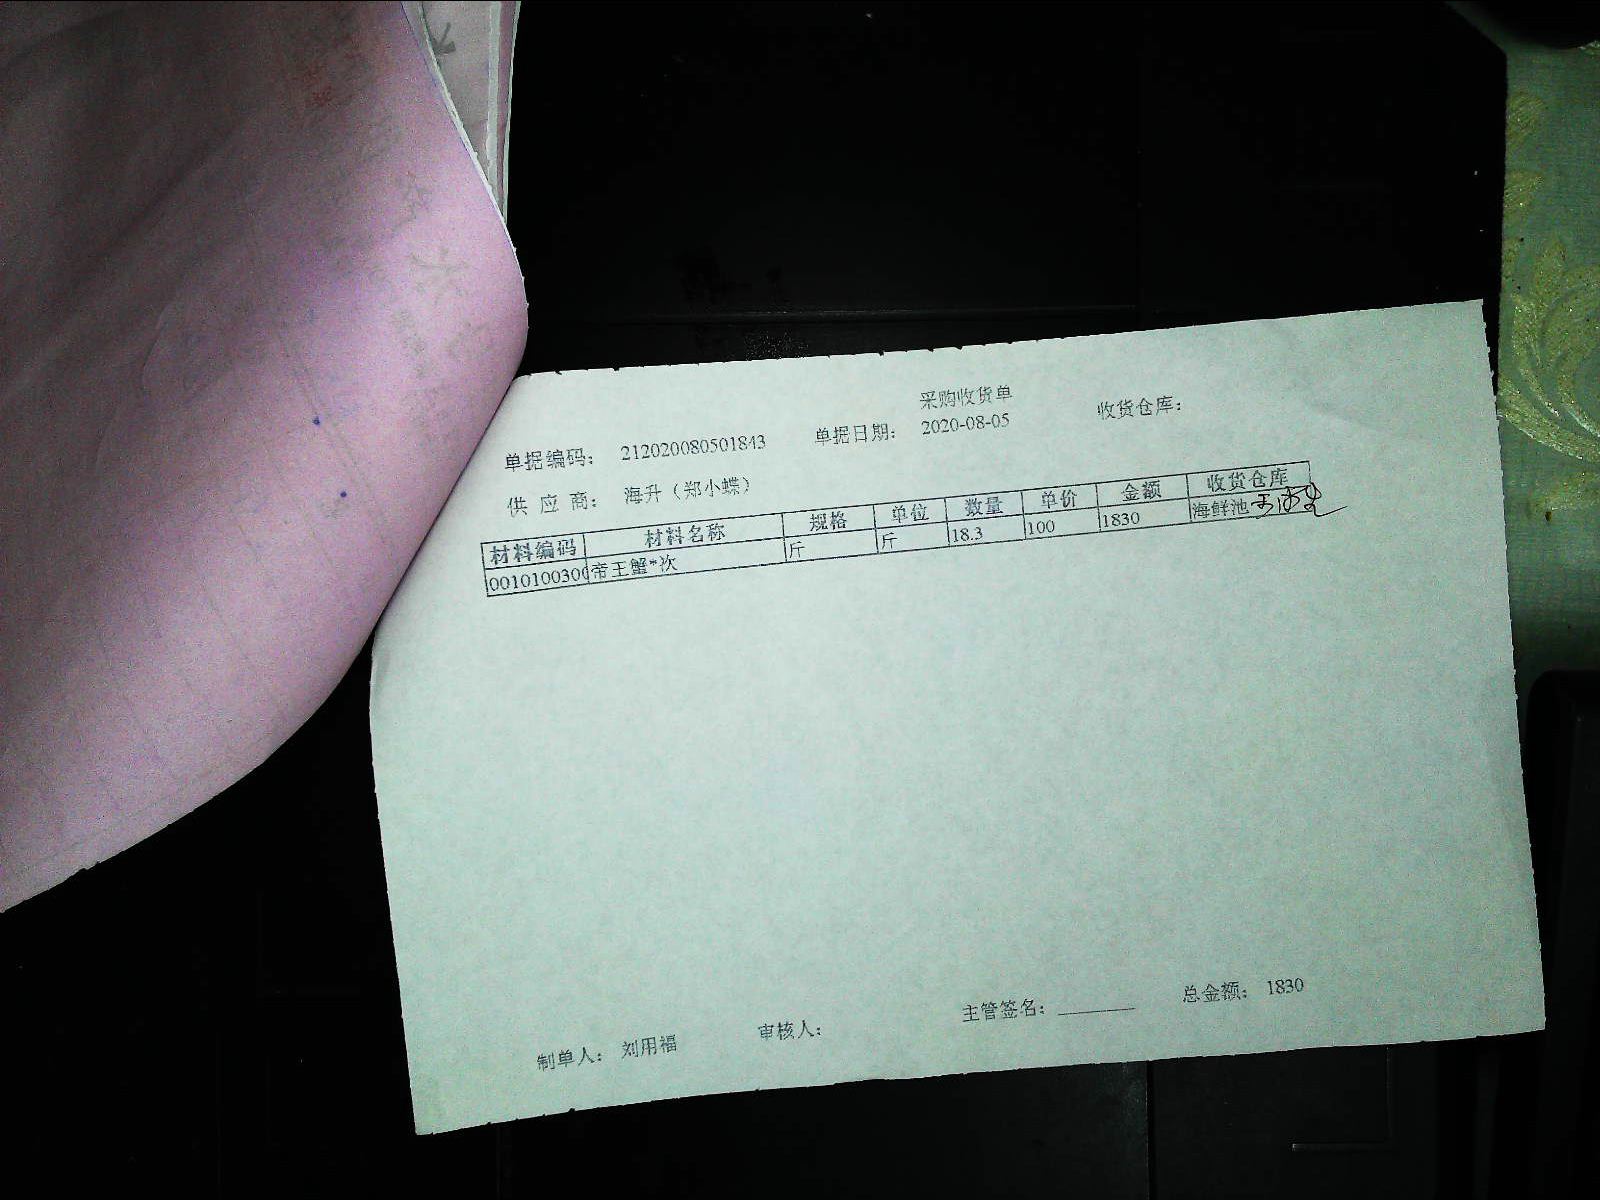 采购收货单
单据编码: 212020080501843 单据日期: 2020-08-05 收货仓库:
供 应 商: 海升（郑小蝶）
材料编码 材料名称 规格 单位 数量 单价 金额 收货仓库
0010100300 帝王蟹*次 斤 斤 18.3 100 1830 海鲜池
制单人: 刘用福 审核人: 主管签名: 总金额: 1830